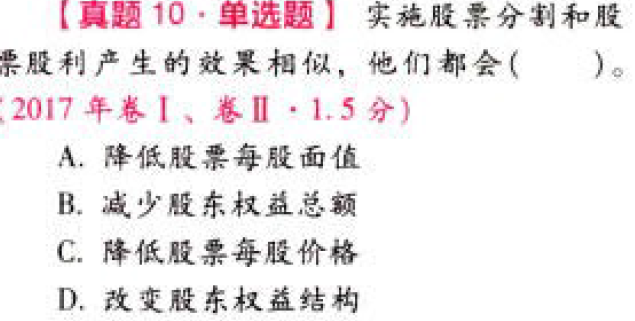 【真题 10·单选题】 实施股票分割和股
票股利产生的效果相似，他们都会(　　)。
(2017 年卷Ⅰ、卷Ⅱ·1.5 分)
A. 降低股票每股面值
B. 减少股东权益总额
C. 降低股票每股价格
D. 改变股东权益结构